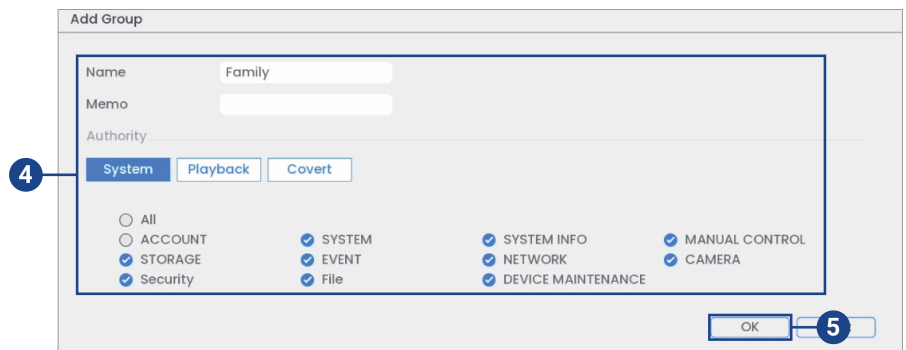 Add Group
Name Family
Memo
Authority
4
System Playback Covert
All
ACCOUNT SYSTEM SYSTEM INFO MANUAL CONTROL
STORAGE EVENT NETWORK CAMERA
Security File DEVICE MAINTENANCE
OK 5